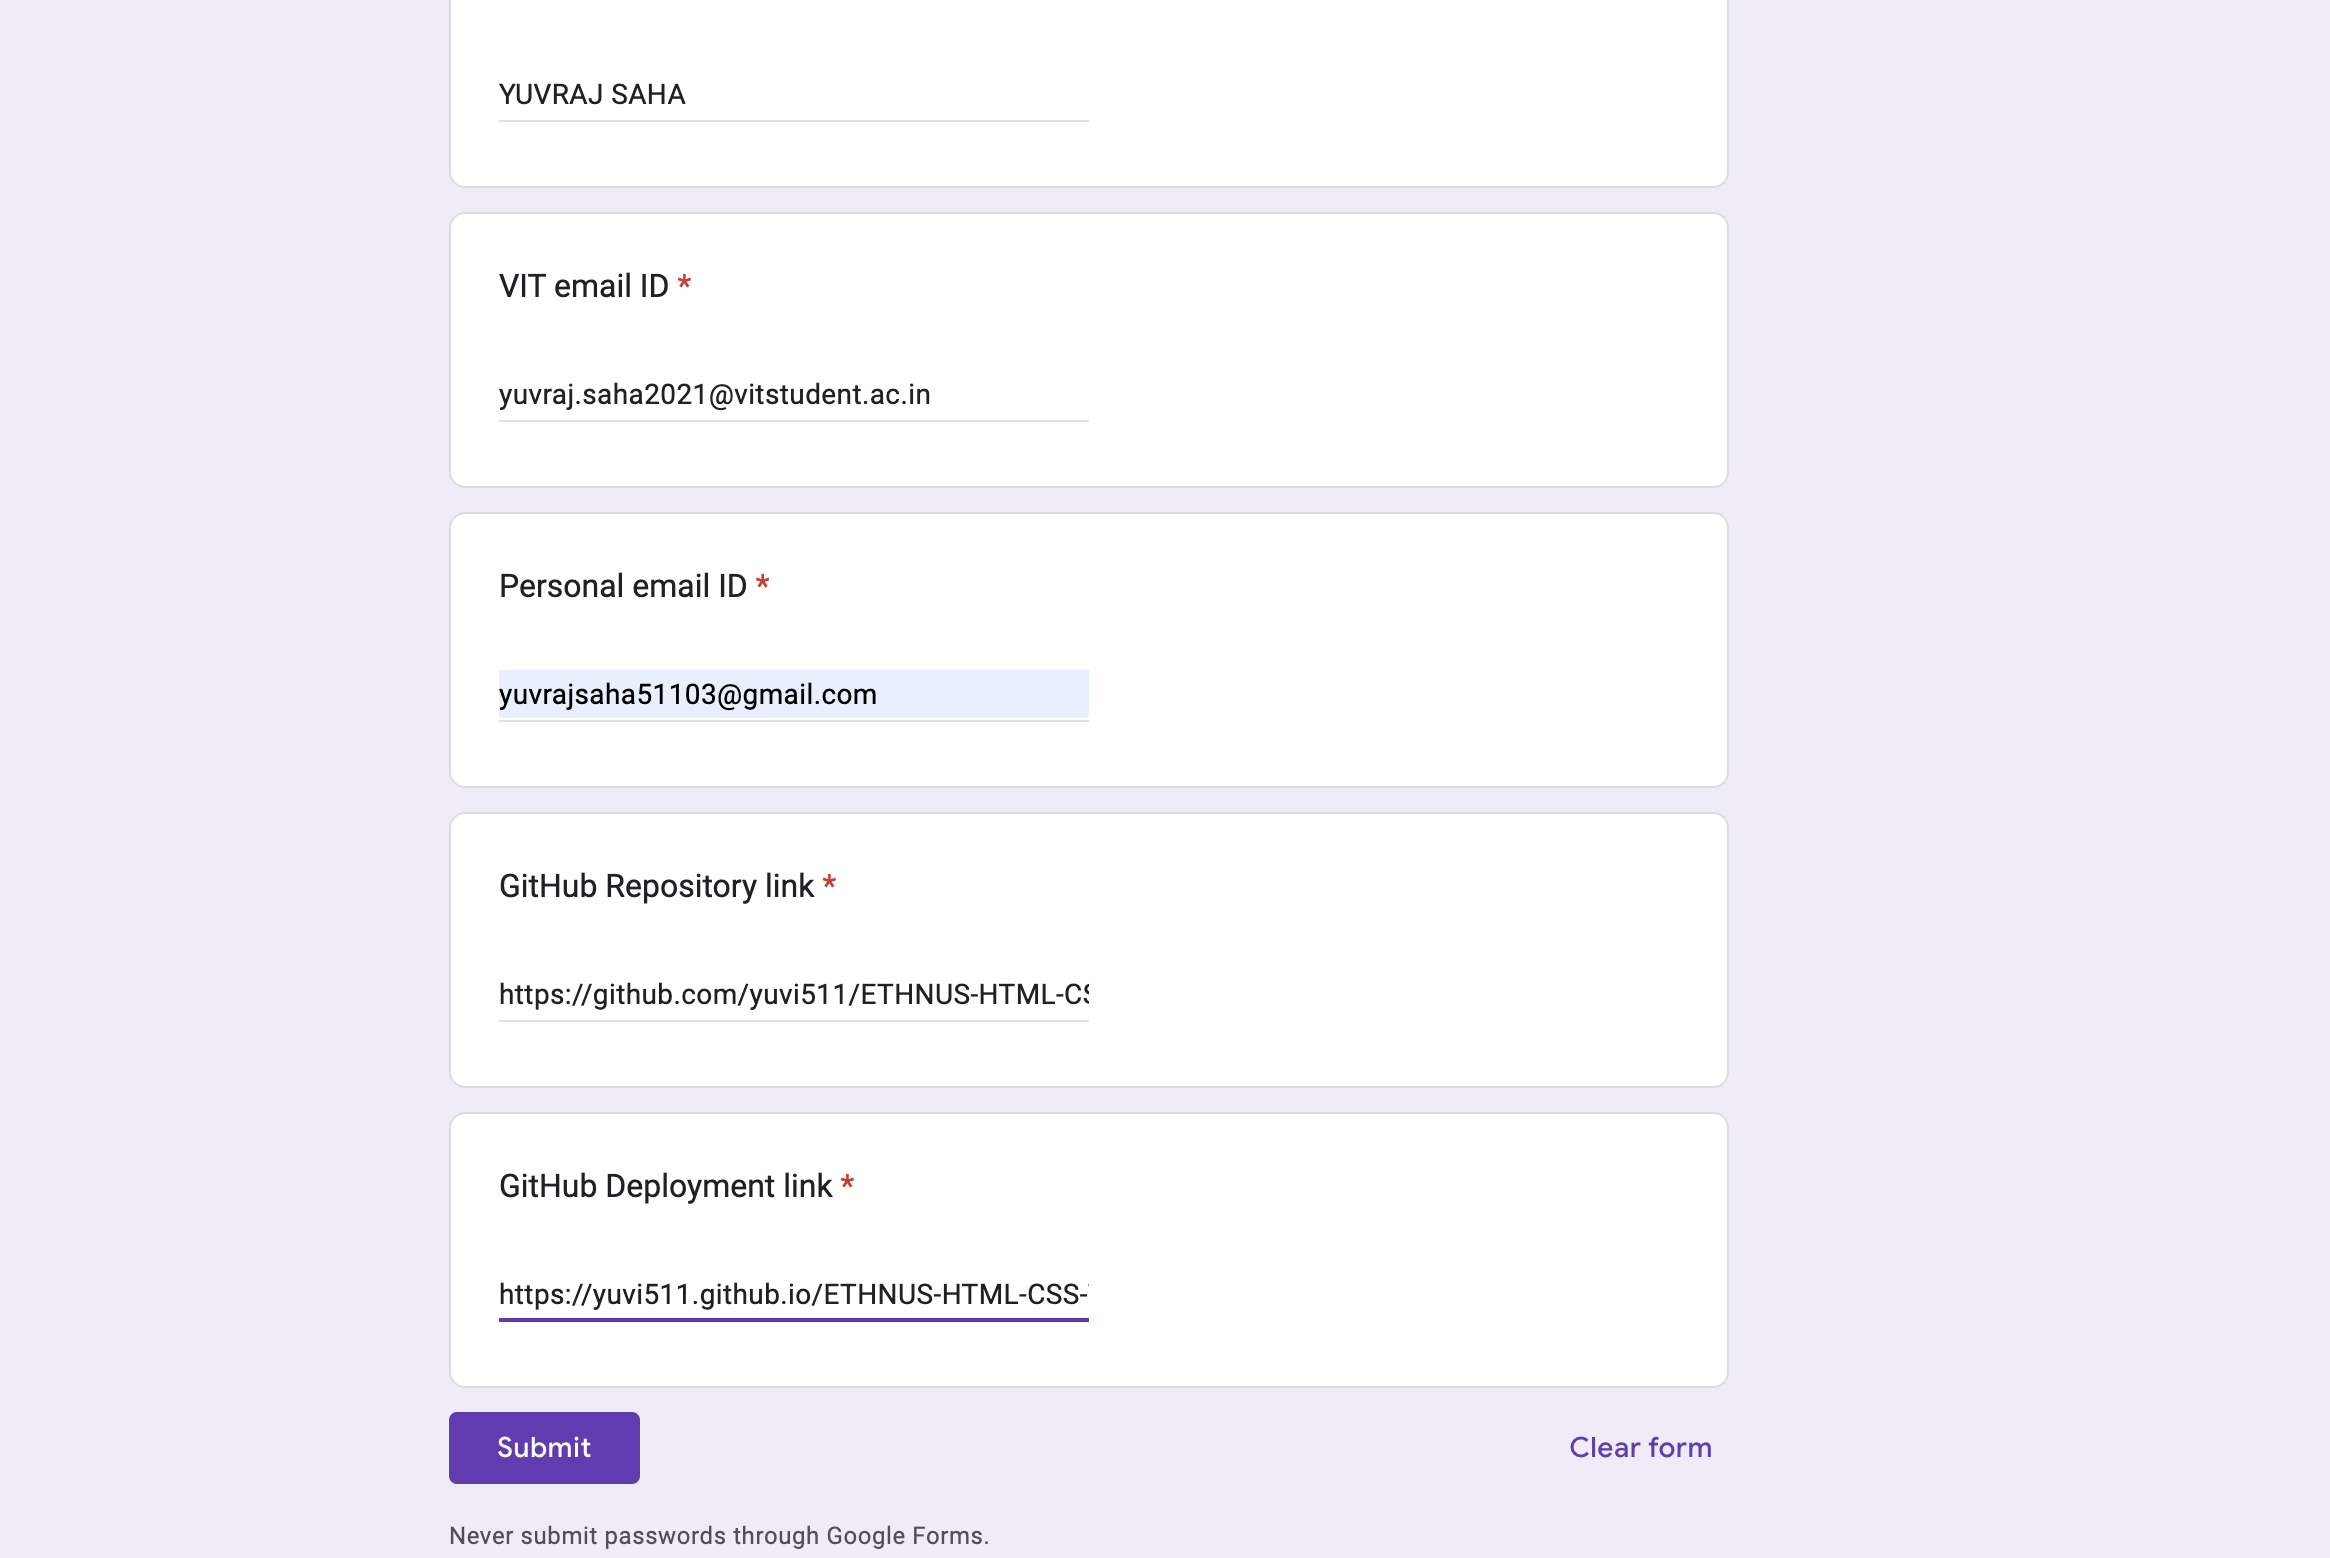 YUVRAJ SAHA
VIT email ID *
yuvraj.saha2021@vitstudent.ac.in
Personal email ID *
yuvrajsaha51103@gmail.com
GitHub Repository link *
https://github.com/yuvi511/ETHNUS-HTML-CS
GitHub Deployment link *
https://yuvi511.github.io/ETHNUS-HTML-CSS-
Submit
Clear form
Never submit passwords through Google Forms.